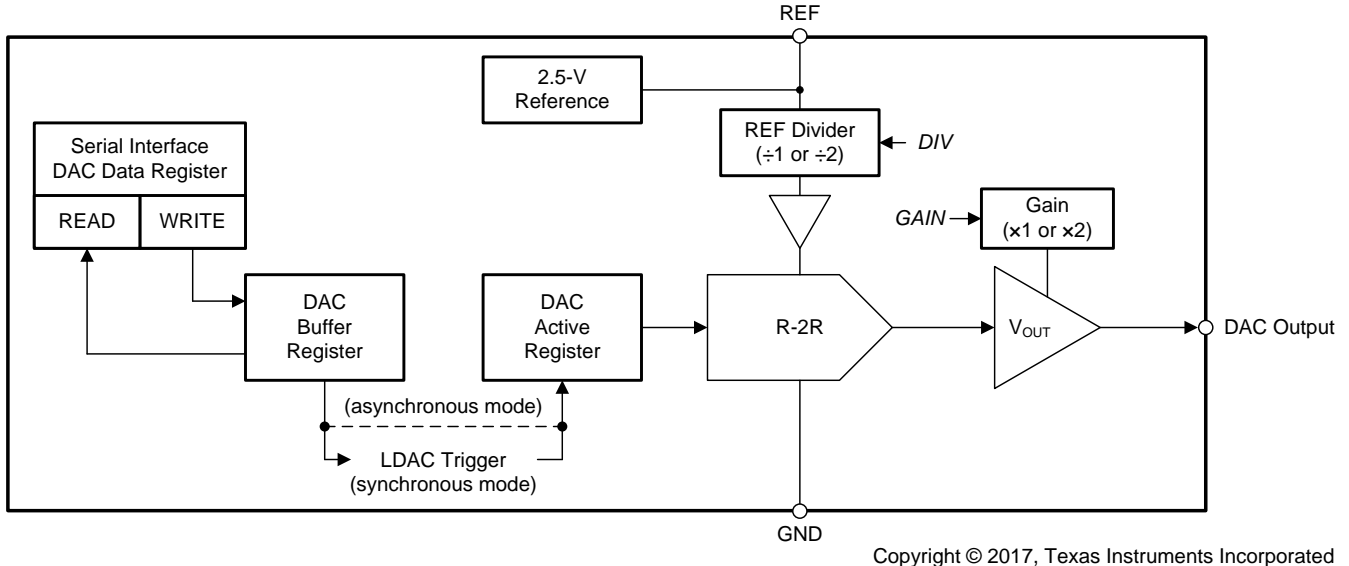 REF
2.5-V
Reference
REF Divider
(÷1 or ÷2)
DIV
Serial Interface
DAC Data Register
READ
WRITE
GAIN
Gain
(×1 or ×2)
DAC
Buffer
Register
DAC
Active
Register
R-2R
VOUT
DAC Output
(asynchronous mode)
LDAC Trigger
(synchronous mode)
GND
Copyright © 2017, Texas Instruments Incorporated